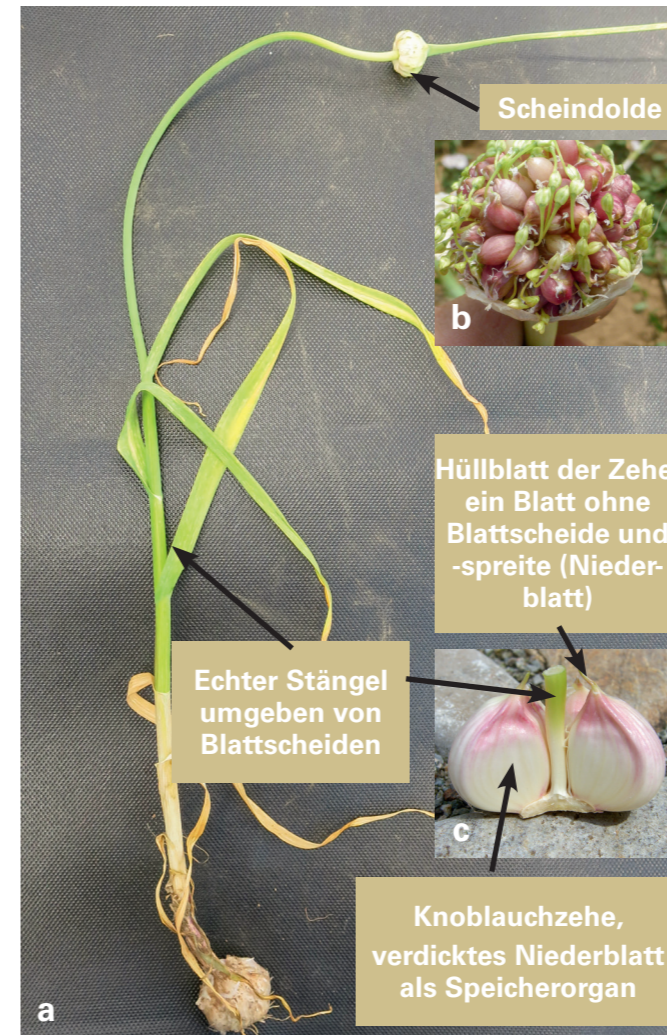 Scheindolde
b
Hüllblatt der Zehe
ein Blatt ohne
Blattscheide und
-spreite (Nieder-
blatt)
Echter Stängel
umgeben von
Blattscheiden
c
Knoblauchzehe,
verdicktes Niederblatt
als Speicherorgan
a